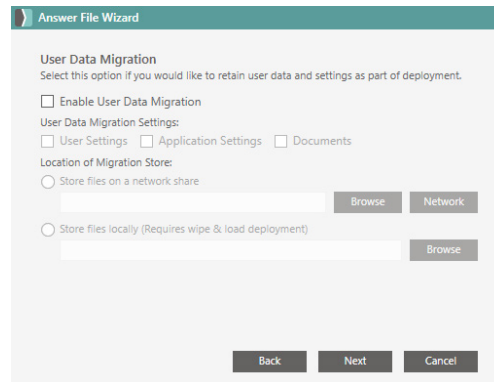 Answer File Wizard
User Data Migration
Select this option if you would like to retain user data and settings as part of deployment.
Enable User Data Migration
User Data Migration Settings:
User Settings Application Settings Documents
Location of Migration Store:
Store files on a network share
Browse Network
Store files locally (Requires wipe & load deployment)
Browse
Back Next Cancel